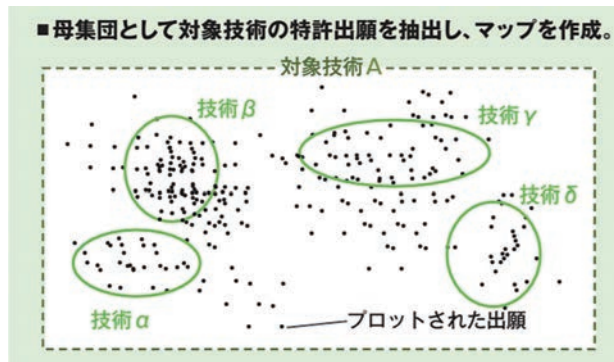 ■母集団として対象技術の特許出願を抽出し、マップを作成。
対象技術A
技術β
技術γ
技術δ
技術α
プロットされた出願